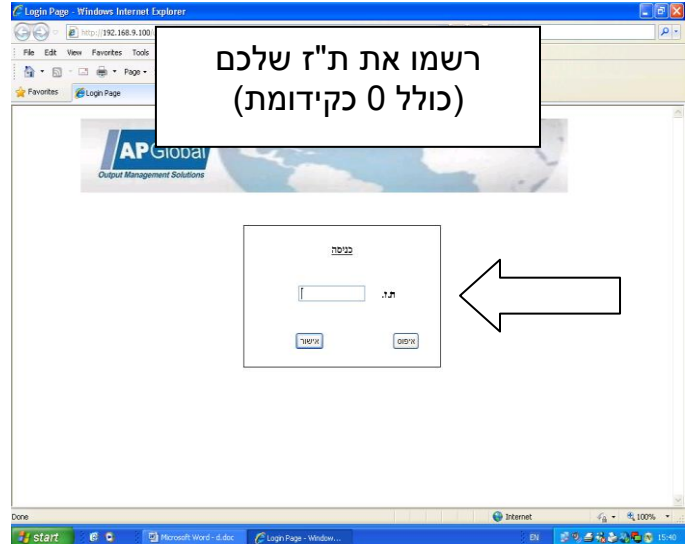 Login Page - Windows Internet Explorer
http://192.168.9.100
File Edit View Favorites Tools
Page
Favorites Login Page
רשמו את ת"ז שלכם
(כולל 0 כקידומת)
APGlobal
Output Management Solutions
כניסה
ת.ז.
איפוס אישור
Done Internet 100%
start Microsoft Word - d.doc Login Page - Window... EN 15:40